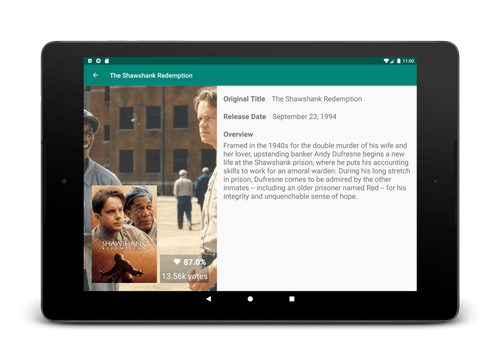 11:00
The Shawshank Redemption
Original Title The Shawshank Redemption
Release Date September 23, 1994
Overview
Framed in the 1940s for the double murder of his wife and
her lover, upstanding banker Andy Dufresne begins a new
life at the Shawshank prison, where he puts his accounting
skills to work for an amoral warden. During his long stretch
in prison, Dufresne comes to be admired by the other
inmates -- including an older prisoner named Red -- for his
integrity and unquenchable sense of hope.
SHAWSHANK
REDEMPTION
87.0%
13.56k votes